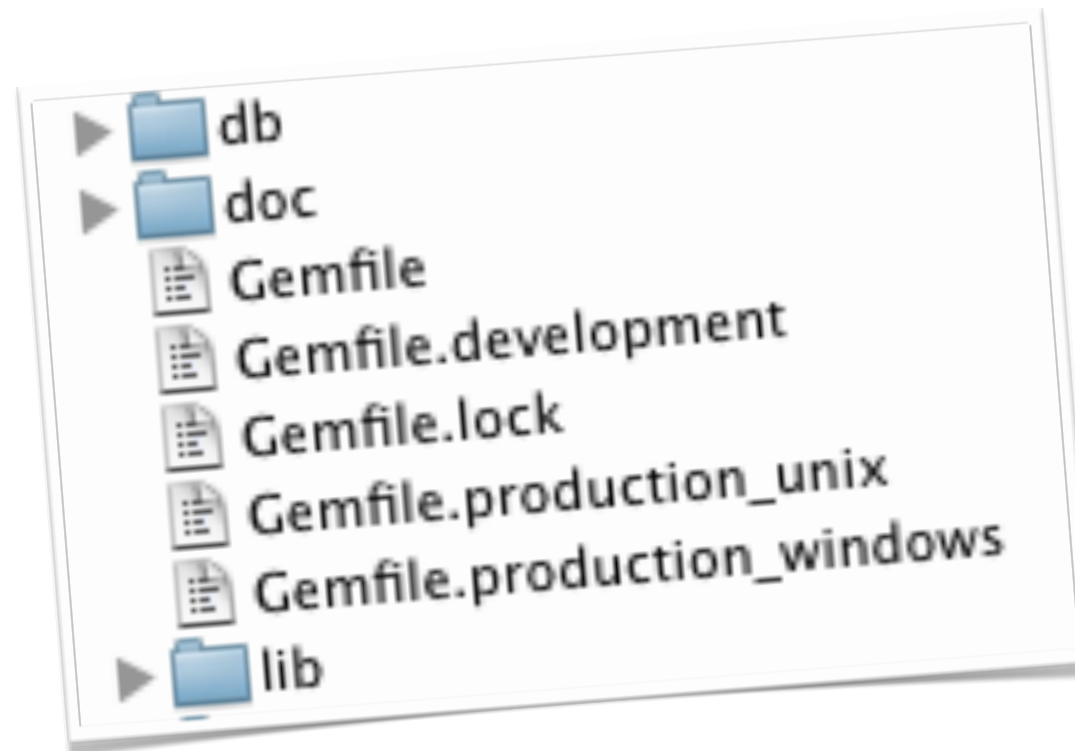 db
doc
Gemfile
Gemfile.development
Gemfile.lock
Gemfile.production_unix
Gemfile.production_windows
lib